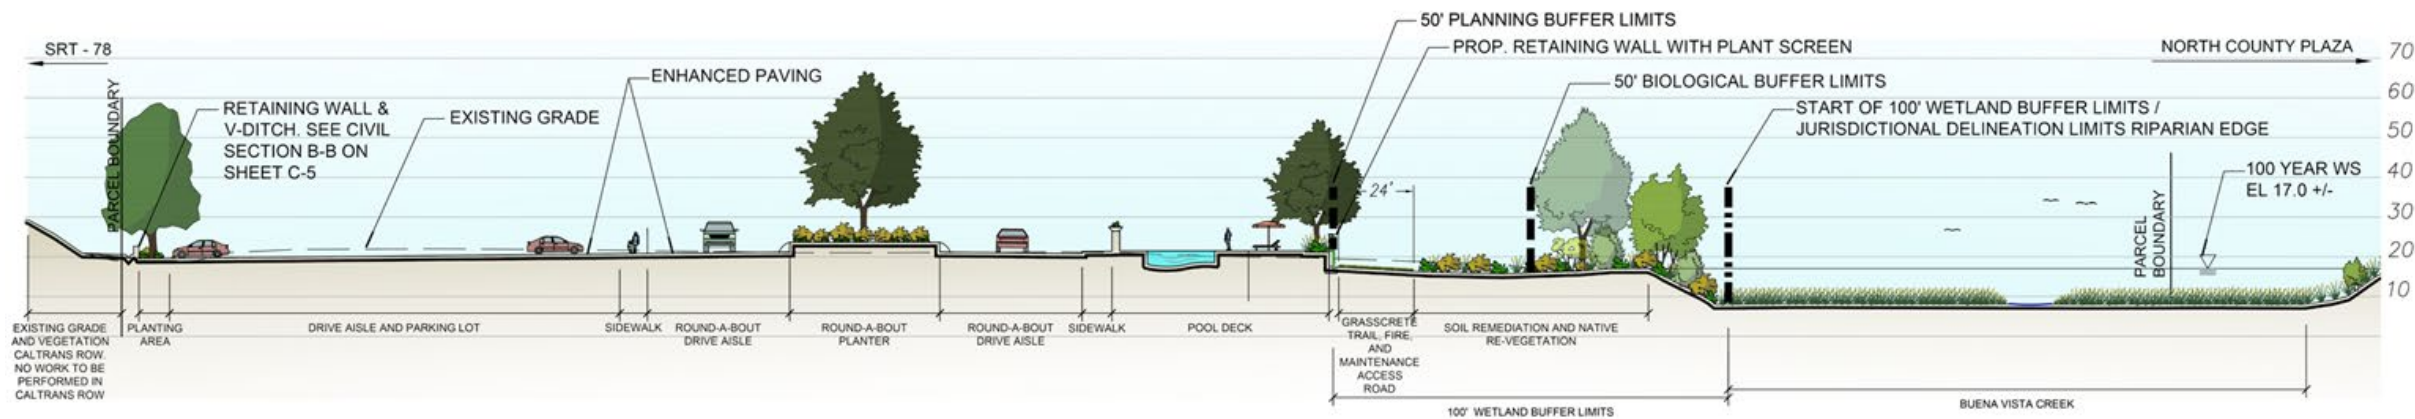 50' PLANNING BUFFER LIMITS
SRT - 78
PROP. RETAINING WALL WITH PLANT SCREEN
NORTH COUNTY PLAZA
70
ENHANCED PAVING
50' BIOLOGICAL BUFFER LIMITS
60
PARCEL BOUNDARY
RETAINING WALL &
V-DITCH. SEE CIVIL
SECTION B-B ON
SHEET C-5
EXISTING GRADE
START OF 100' WETLAND BUFFER LIMITS /
JURISDICTIONAL DELINEATION LIMITS RIPARIAN EDGE
50
24'
100 YEAR WS
EL 17.0 +/-
40
30
PARCEL
BOUNDARY
20
10
EXISTING GRADE
AND VEGETATION
CALTRANS ROW.
NO WORK TO BE
PERFORMED IN
CALTRANS ROW
PLANTING
AREA
DRIVE AISLE AND PARKING LOT
SIDEWALK
ROUND-A-BOUT
DRIVE AISLE
ROUND-A-BOUT
PLANTER
ROUND-A-BOUT
DRIVE AISLE
SIDEWALK
POOL DECK
GRASSCRETE
TRAIL, FIRE,
AND
MAINTENANCE
ACCESS
ROAD
SOIL REMEDIATION AND NATIVE
RE-VEGETATION
100' WETLAND BUFFER LIMITS
BUENA VISTA CREEK